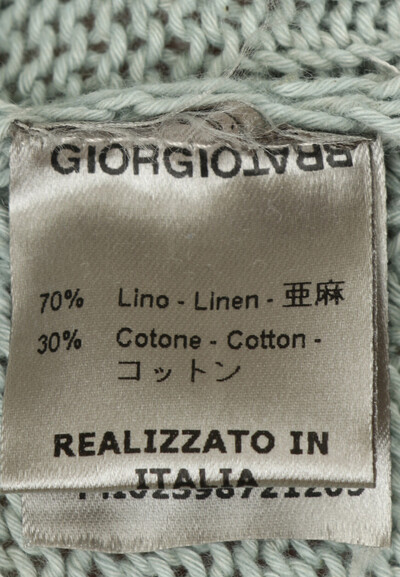 GIORGIO
70% Lino - Linen - 亜麻
30% Cotone - Cotton -
コットン
REALIZZATO IN
ITALIA